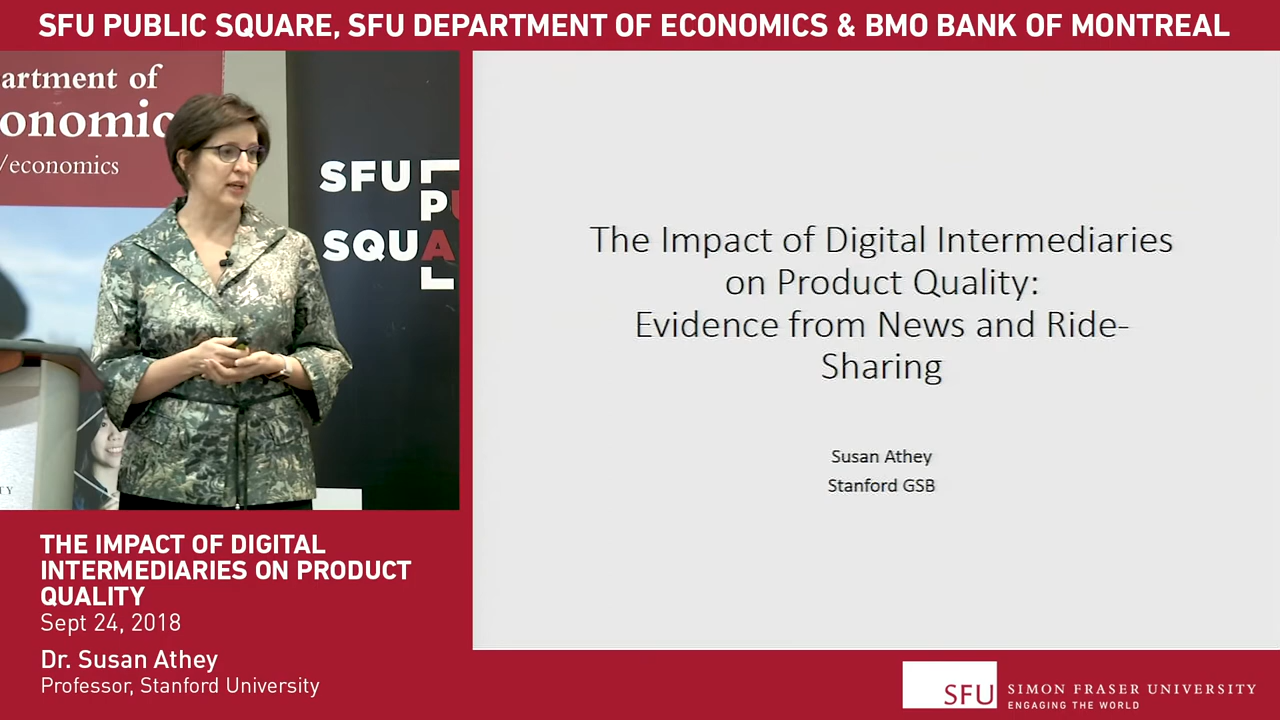 SFU PUBLIC SQUARE, SFU DEPARTMENT OF ECONOMICS & BMO BANK OF MONTREAL
artment of
onomic
/economics
SFU
PU
SQUA
TY
The Impact of Digital Intermediaries
on Product Quality:
Evidence from News and Ride-
Sharing
Susan Athey
Stanford GSB
THE IMPACT OF DIGITAL
INTERMEDIARIES ON PRODUCT
QUALITY
Sept 24, 2018
Dr. Susan Athey
Professor, Stanford University
SFU
SIMON FRASER UNIVERSITY
ENGAGING THE WORLD